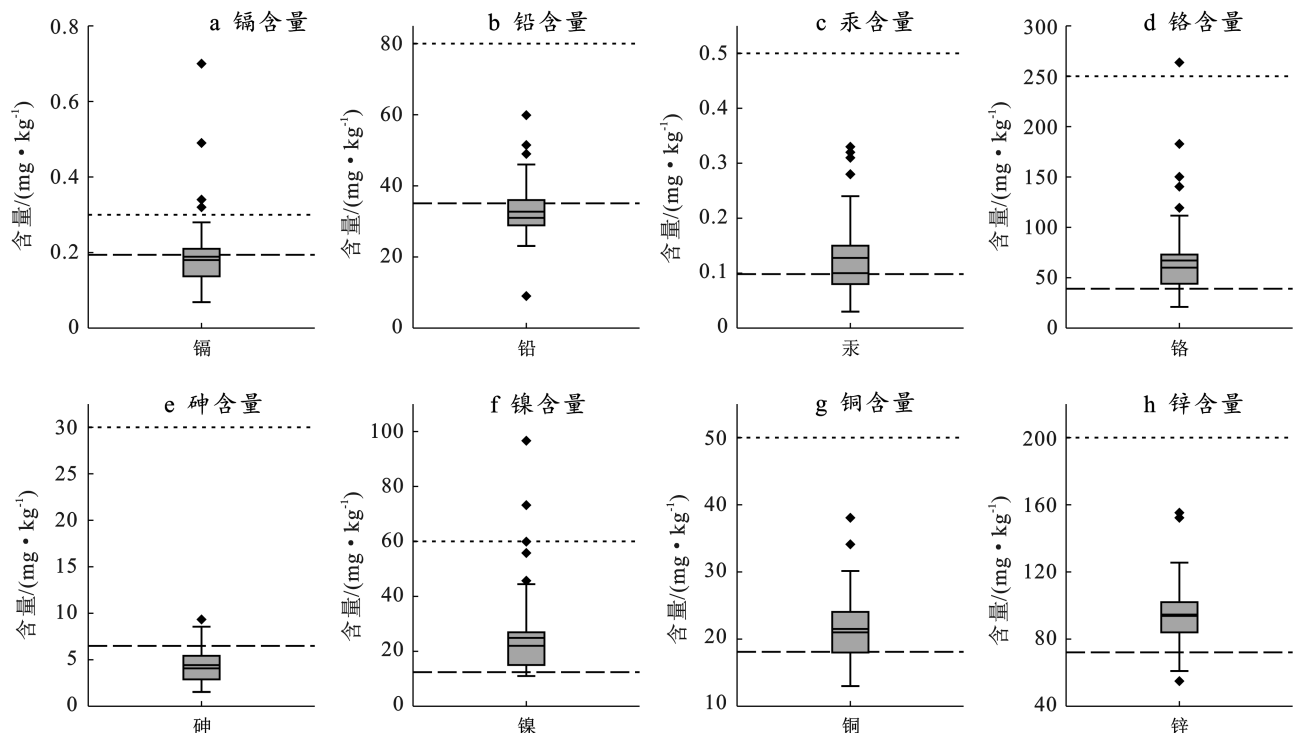 a 镉含量
0.8
0.6
0.4
0.2
0
含量/(mg·kg⁻¹)
镉
b 铅含量
80
60
40
20
0
含量/(mg·kg⁻¹)
铅
c 汞含量
0.5
0.4
0.3
0.2
0.1
0
含量/(mg·kg⁻¹)
汞
d 铬含量
300
250
200
150
100
50
0
含量/(mg·kg⁻¹)
铬
e 砷含量
30
25
20
15
10
5
0
含量/(mg·kg⁻¹)
砷
f 镍含量
100
80
60
40
20
0
含量/(mg·kg⁻¹)
镍
g 铜含量
50
40
30
20
10
含量/(mg·kg⁻¹)
铜
h 锌含量
200
160
120
80
40
含量/(mg·kg⁻¹)
锌